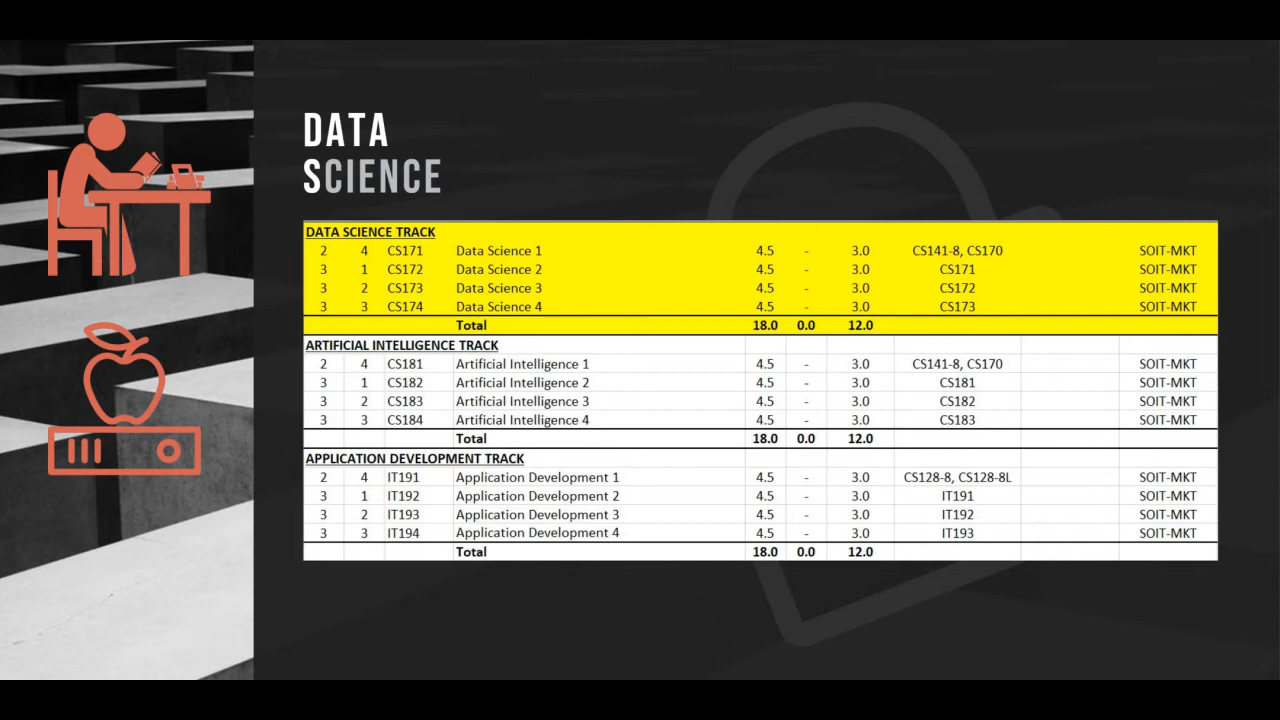 DATA
SCIENCE
DATA SCIENCE TRACK
2 4 CS171 Data Science 1 4.5 - 3.0 CS141-8, CS170 SOIT-MKT
3 1 CS172 Data Science 2 4.5 - 3.0 CS171 SOIT-MKT
3 2 CS173 Data Science 3 4.5 - 3.0 CS172 SOIT-MKT
3 3 CS174 Data Science 4 4.5 - 3.0 CS173 SOIT-MKT
Total 18.0 0.0 12.0
ARTIFICIAL INTELLIGENCE TRACK
2 4 CS181 Artificial Intelligence 1 4.5 - 3.0 CS141-8, CS170 SOIT-MKT
3 1 CS182 Artificial Intelligence 2 4.5 - 3.0 CS181 SOIT-MKT
3 2 CS183 Artificial Intelligence 3 4.5 - 3.0 CS182 SOIT-MKT
3 3 CS184 Artificial Intelligence 4 4.5 - 3.0 CS183 SOIT-MKT
Total 18.0 0.0 12.0
APPLICATION DEVELOPMENT TRACK
2 4 IT191 Application Development 1 4.5 - 3.0 CS128-8, CS128-8L SOIT-MKT
3 1 IT192 Application Development 2 4.5 - 3.0 IT191 SOIT-MKT
3 2 IT193 Application Development 3 4.5 - 3.0 IT192 SOIT-MKT
3 3 IT194 Application Development 4 4.5 - 3.0 IT193 SOIT-MKT
Total 18.0 0.0 12.0